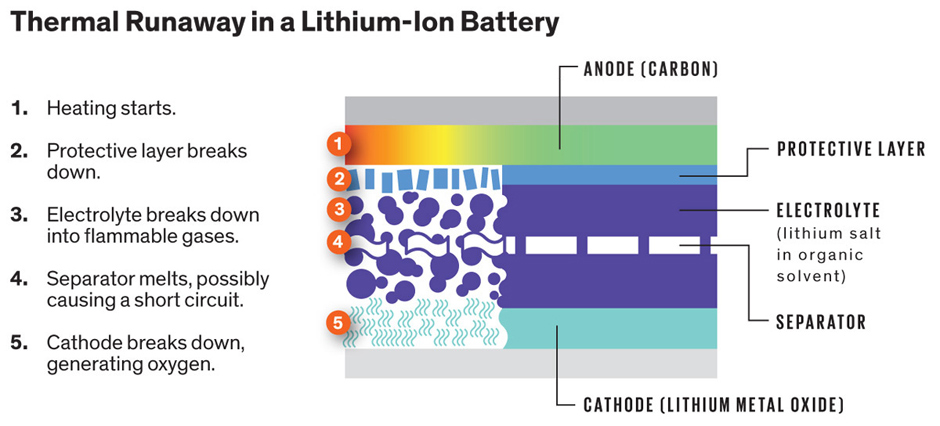 Thermal Runaway in a Lithium-Ion Battery
1. Heating starts.
2. Protective layer breaks
down.
3. Electrolyte breaks down
into flammable gases.
4. Separator melts, possibly
causing a short circuit.
5. Cathode breaks down,
generating oxygen.
1
2
3
4
5
ANODE (CARBON)
PROTECTIVE LAYER
ELECTROLYTE
(lithium salt
in organic
solvent)
SEPARATOR
CATHODE (LITHIUM METAL OXIDE)